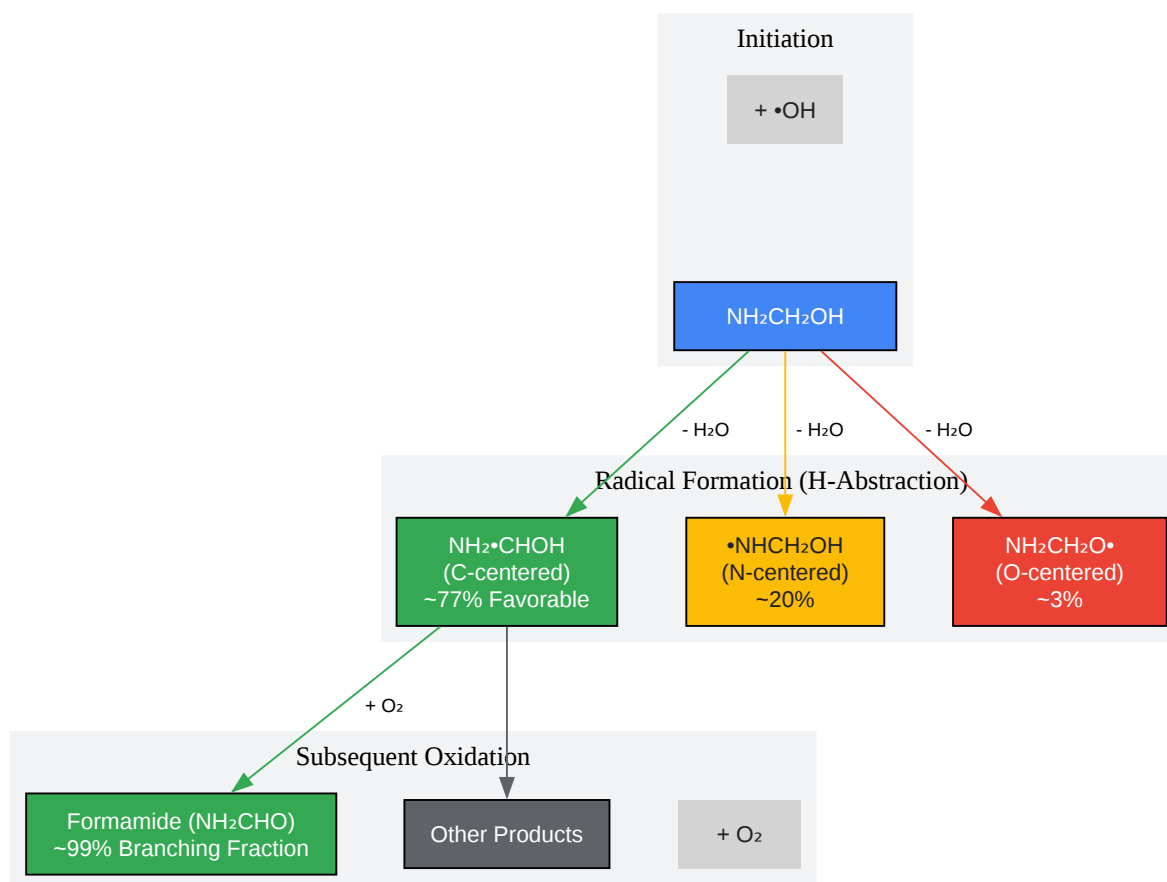 Initiation
+ •OH
NH₂CH₂OH
- H₂O
- H₂O
- H₂O
Radical Formation (H-Abstraction)
NH₂•CHOH
(C-centered)
~77% Favorable
•NHCH₂OH
(N-centered)
~20%
NH₂CH₂O•
(O-centered)
~3%
+ O₂
Subsequent Oxidation
Formamide (NH₂CHO)
~99% Branching Fraction
Other Products
+ O₂